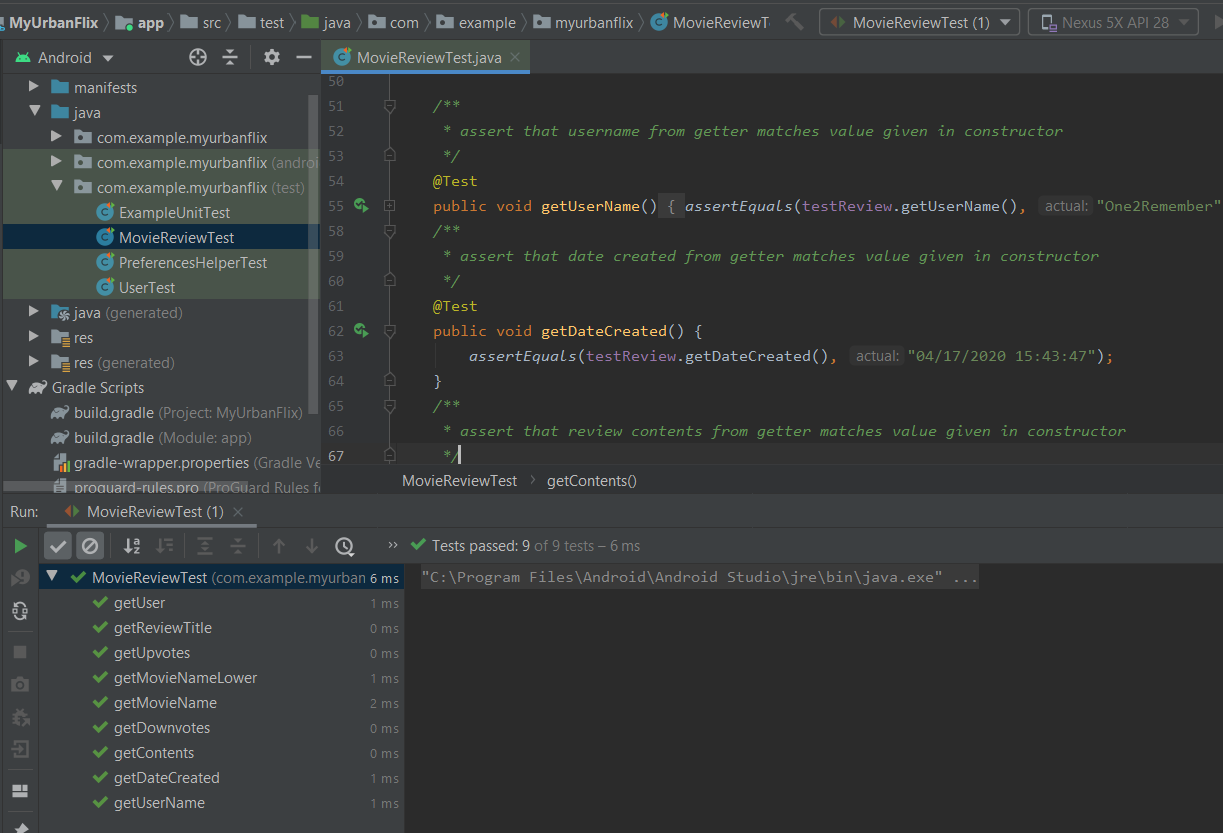 MyUrbanFlix app src test java com example myurbanflix MovieReviewT MovieReviewTest (1) Nexus 5X API 28
Android
MovieReviewTest.java
manifests
java
com.example.myurbanflix
com.example.myurbanflix (androi
com.example.myurbanflix (test)
ExampleUnitTest
MovieReviewTest
PreferencesHelperTest
UserTest
java (generated)
res
res (generated)
Gradle Scripts
build.gradle (Project: MyUrbanFlix)
build.gradle (Module: app)
gradle-wrapper.properties (Gradle Ve
proguard-rules.pro (ProGuard Rules f
50
51 /**
52 * assert that username from getter matches value given in constructor
53 */
54 @Test
55 public void getUserName() { assertEquals(testReview.getUserName(), actual: "One2Remember"
58 /**
59 * assert that date created from getter matches value given in constructor
60 */
61 @Test
62 public void getDateCreated() {
63 assertEquals(testReview.getDateCreated(), actual: "04/17/2020 15:43:47");
64 }
65 /**
66 * assert that review contents from getter matches value given in constructor
67 */
MovieReviewTest getContents()
Run: MovieReviewTest (1)
Tests passed: 9 of 9 tests – 6 ms
MovieReviewTest (com.example.myurban 6 ms
getUser 1 ms
getReviewTitle 0 ms
getUpvotes 0 ms
getMovieNameLower 1 ms
getMovieName 2 ms
getDownvotes 0 ms
getContents 0 ms
getDateCreated 1 ms
getUserName 1 ms
"C:\Program Files\Android\Android Studio\jre\bin\java.exe" ...